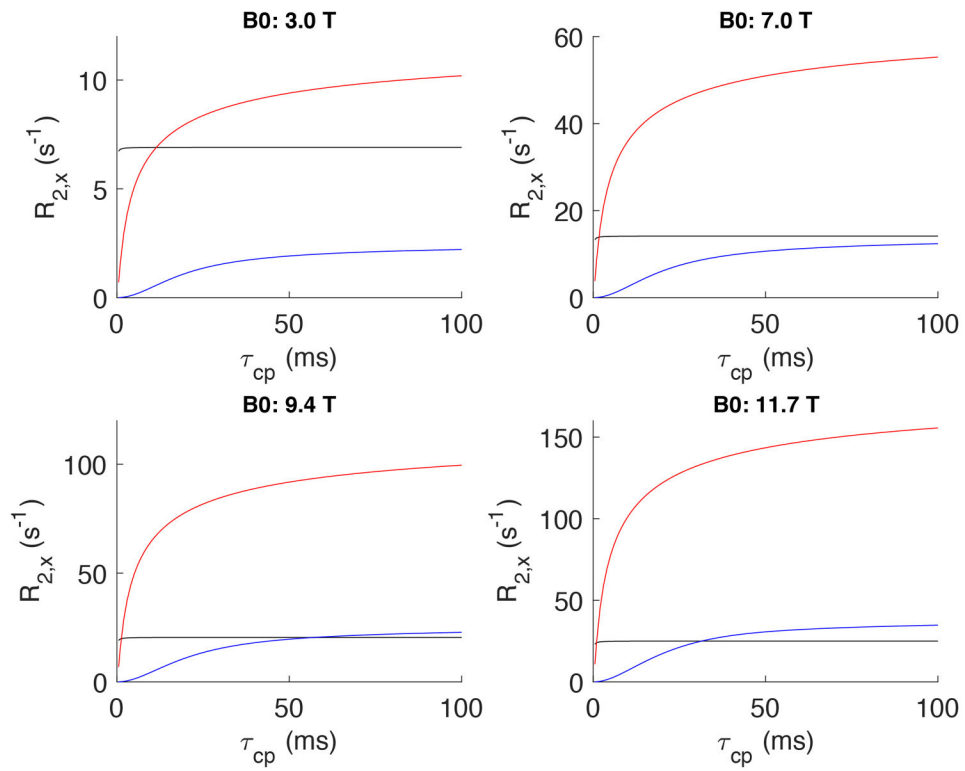 B0: 3.0 T
10
5
0
R2,x (s-1)
0 50 100
τcp (ms)
B0: 7.0 T
60
40
20
0
R2,x (s-1)
0 50 100
τcp (ms)
B0: 9.4 T
100
50
0
R2,x (s-1)
0 50 100
τcp (ms)
B0: 11.7 T
150
100
50
0
R2,x (s-1)
0 50 100
τcp (ms)